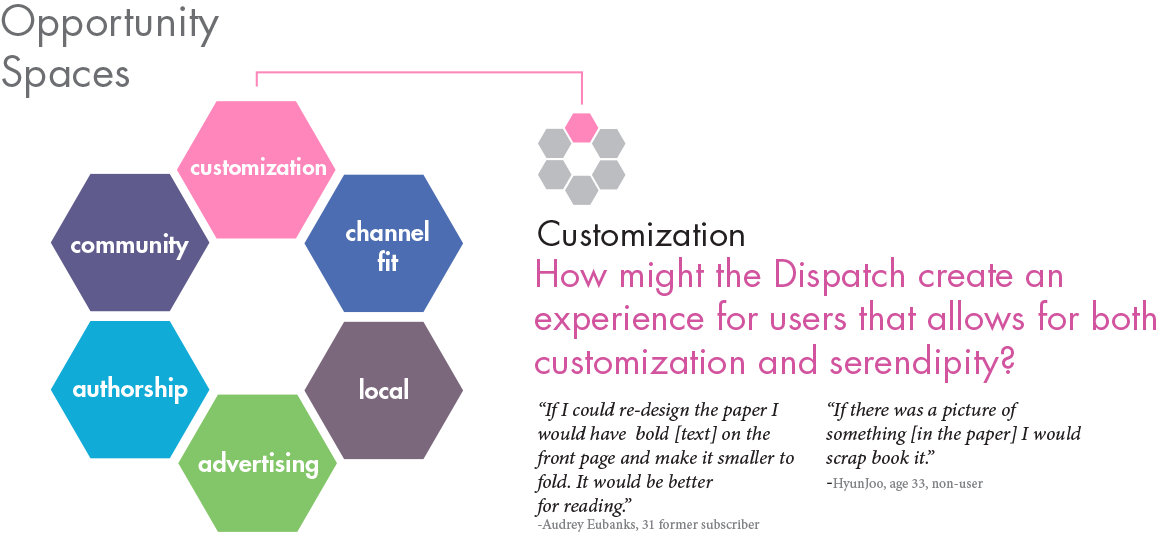 Opportunity
Spaces
customization
community
channel
fit
authorship
local
advertising
Customization
How might the Dispatch create an
experience for users that allows for both
customization and serendipity?
“If I could re-design the paper I
would have bold [text] on the
front page and make it smaller to
fold. It would be better
for reading.”
-Audrey Eubanks, 31 former subscriber
“If there was a picture of
something [in the paper] I would
scrap book it.”
-HyunJoo, age 33, non-user